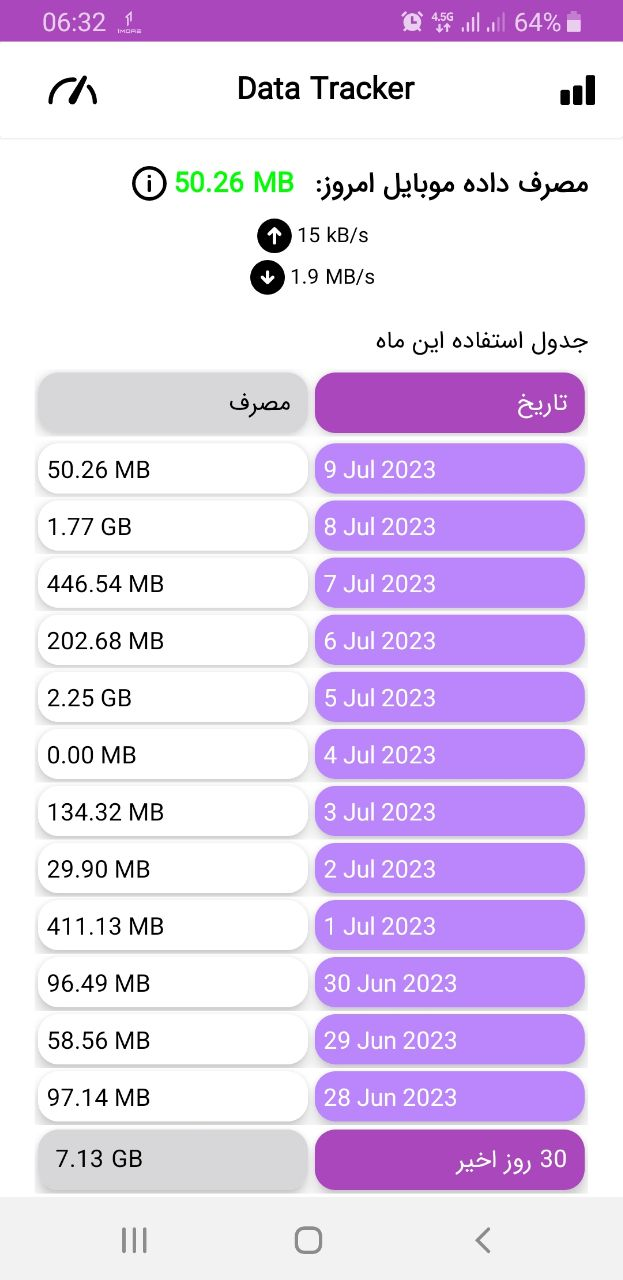 06:32 1MORE 4.5G 64%
Data Tracker
مصرف داده موبایل امروز: 50.26 MB
15 kB/s
1.9 MB/s
جدول استفاده این ماه
تاریخ مصرف
9 Jul 2023 50.26 MB
8 Jul 2023 1.77 GB
7 Jul 2023 446.54 MB
6 Jul 2023 202.68 MB
5 Jul 2023 2.25 GB
4 Jul 2023 0.00 MB
3 Jul 2023 134.32 MB
2 Jul 2023 29.90 MB
1 Jul 2023 411.13 MB
30 Jun 2023 96.49 MB
29 Jun 2023 58.56 MB
28 Jun 2023 97.14 MB
30 روز اخیر 7.13 GB